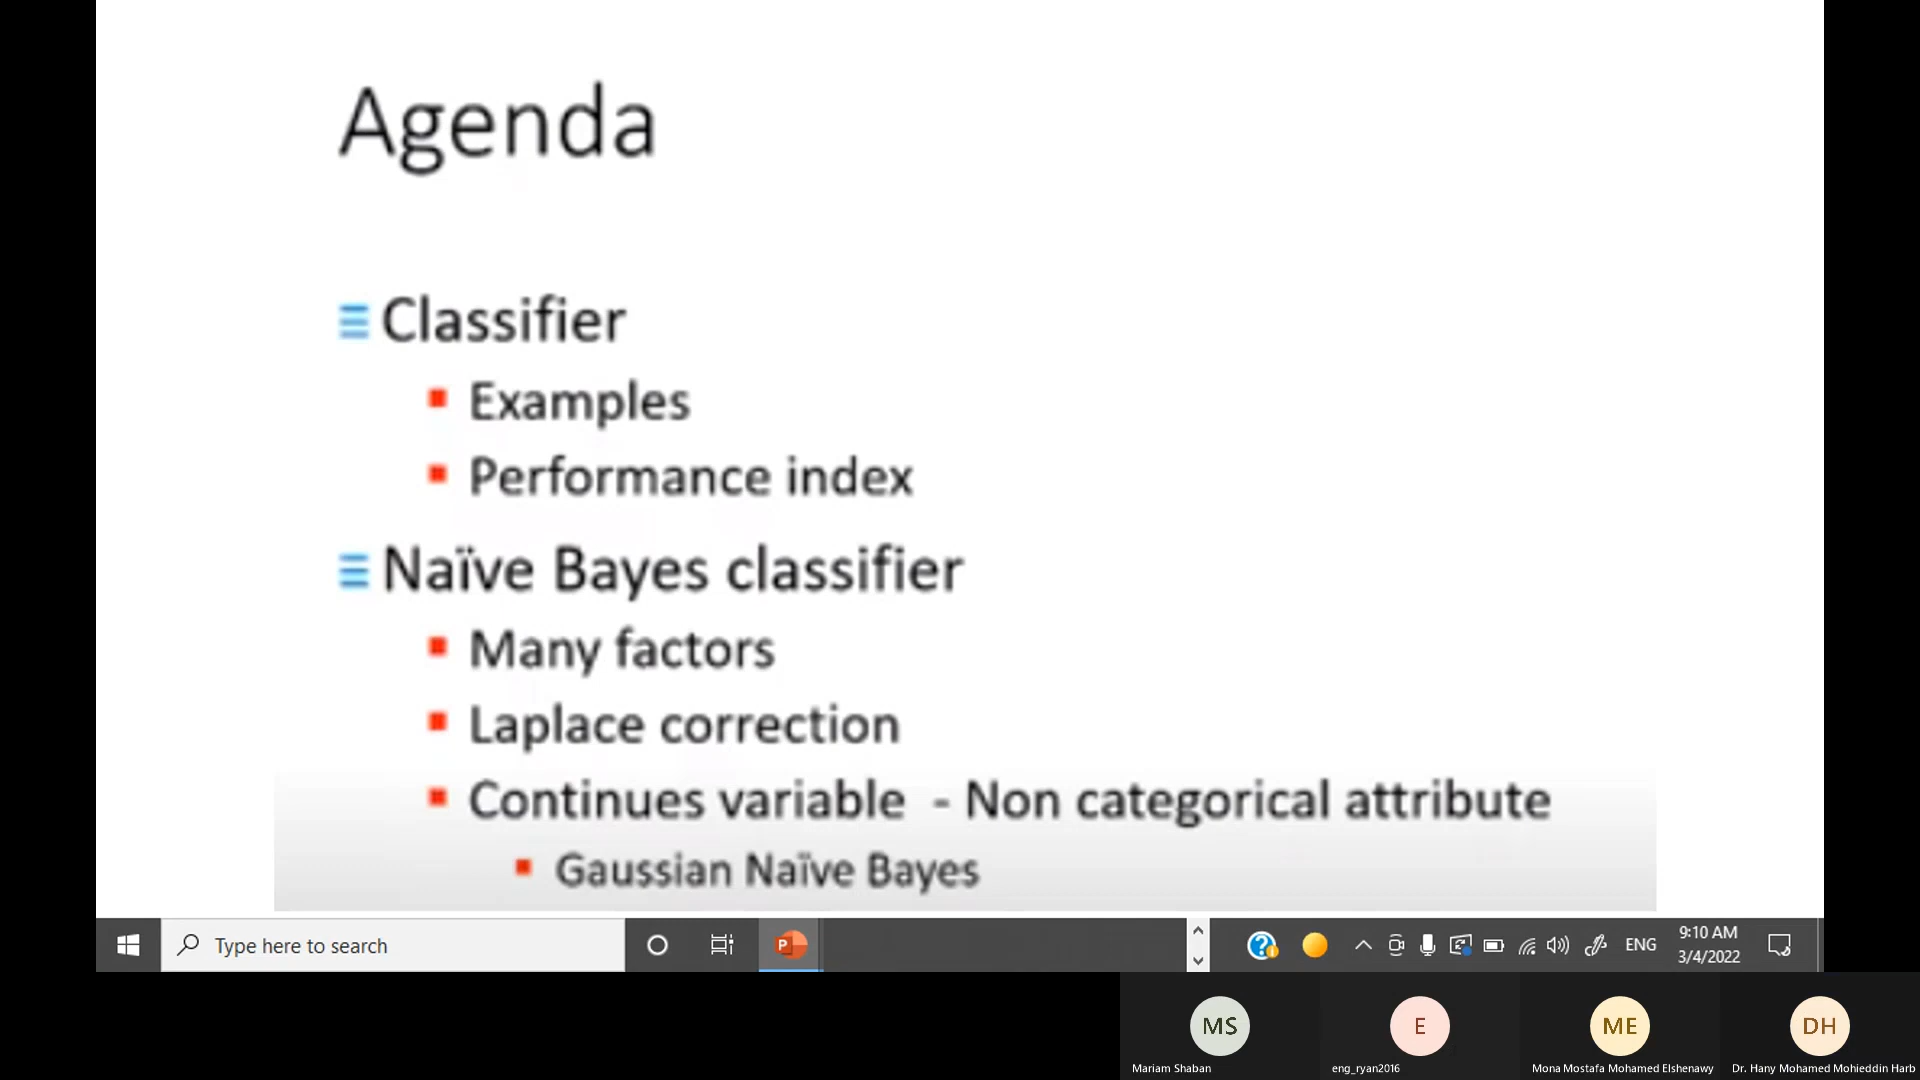 Agenda
Classifier
Examples
Performance index
Naïve Bayes classifier
Many factors
Laplace correction
Continues variable - Non categorical attribute
Gaussian Naïve Bayes
Type here to search
P
ENG
9:10 AM
3/4/2022
MS
E
ME
DH
Mariam Shaban
eng_ryan2016
Mona Mostafa Mohamed Elshenawy
Dr. Hany Mohamed Mohieddin Harb